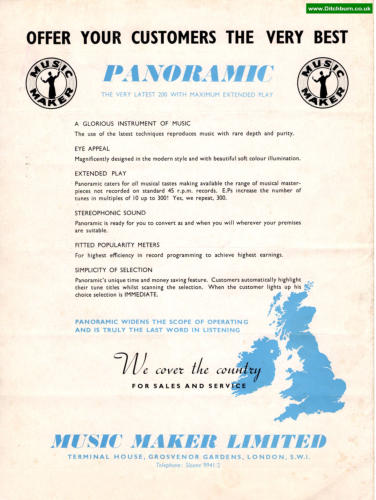 www.Ditchburn.co.uk
OFFER YOUR CUSTOMERS THE VERY BEST
MUSIC MAKER
PANORAMIC
MUSIC MAKER
THE VERY LATEST 200 WITH MAXIMUM EXTENDED PLAY
A GLORIOUS INSTRUMENT OF MUSIC
The use of the latest techniques reproduces music with rare depth and purity.
EYE APPEAL
Magnificently designed in the modern style and with beautiful soft colour illumination.
EXTENDED PLAY
Panoramic caters for all musical tastes making available the range of musical master-
pieces not recorded on standard 45 r.p.m. records. E.Ps increase the number of
tunes in multiples of 10 up to 300! Yes, we repeat, 300.
STEREOPHONIC SOUND
Panoramic is ready for you to convert as and when you will wherever your premises
are suitable.
FITTED POPULARITY METERS
For highest efficiency in record programming to achieve highest earnings.
SIMPLICITY OF SELECTION
Panoramic's unique time and money saving feature. Customers automatically highlight
their tune titles whilst scanning the selection. When the customer lights up his
choice selection is IMMEDIATE.
PANORAMIC WIDENS THE SCOPE OF OPERATING
AND IS TRULY THE LAST WORD IN LISTENING
We cover the country
FOR SALES AND SERVICE
MUSIC MAKER LIMITED
TERMINAL HOUSE, GROSVENOR GARDENS, LONDON, S.W.I.
Telephone: Sloane 9941/2